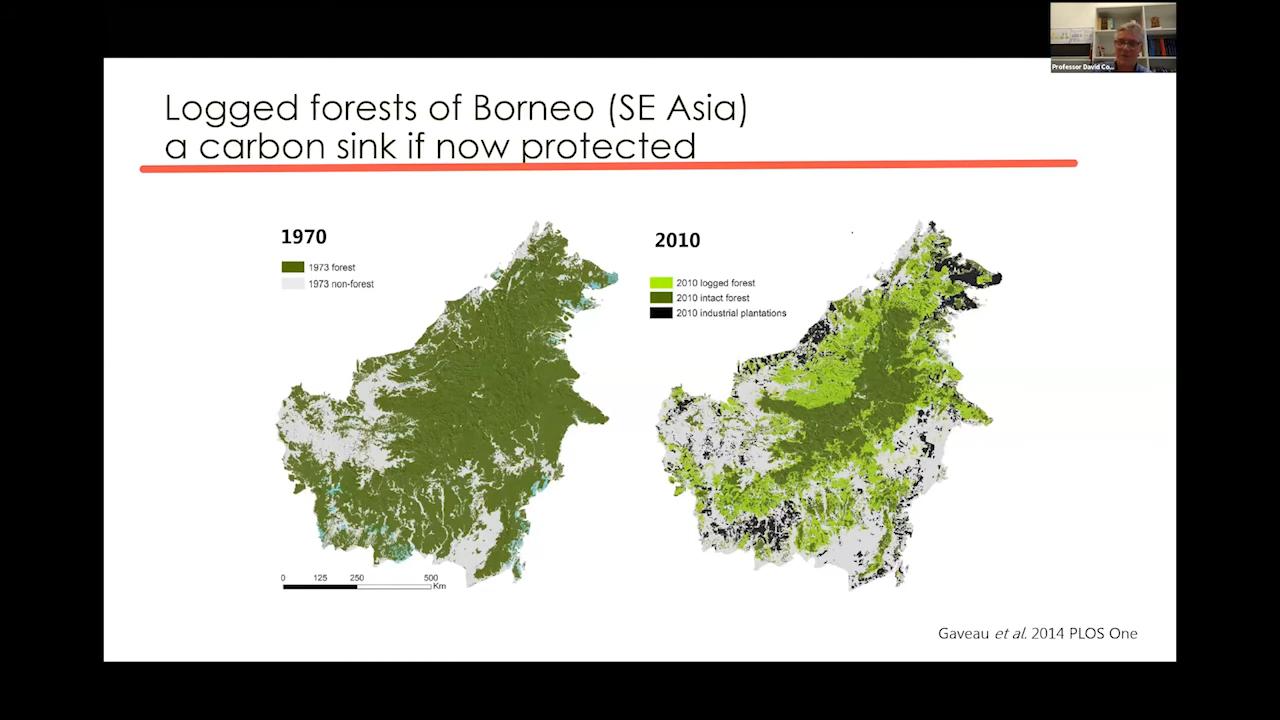 Professor David Co...
Logged forests of Borneo (SE Asia)
a carbon sink if now protected
1970
1973 forest
1973 non-forest
2010
2010 logged forest
2010 intact forest
2010 industrial plantations
0 125 250 500
Km
Gaveau et al. 2014 PLOS One